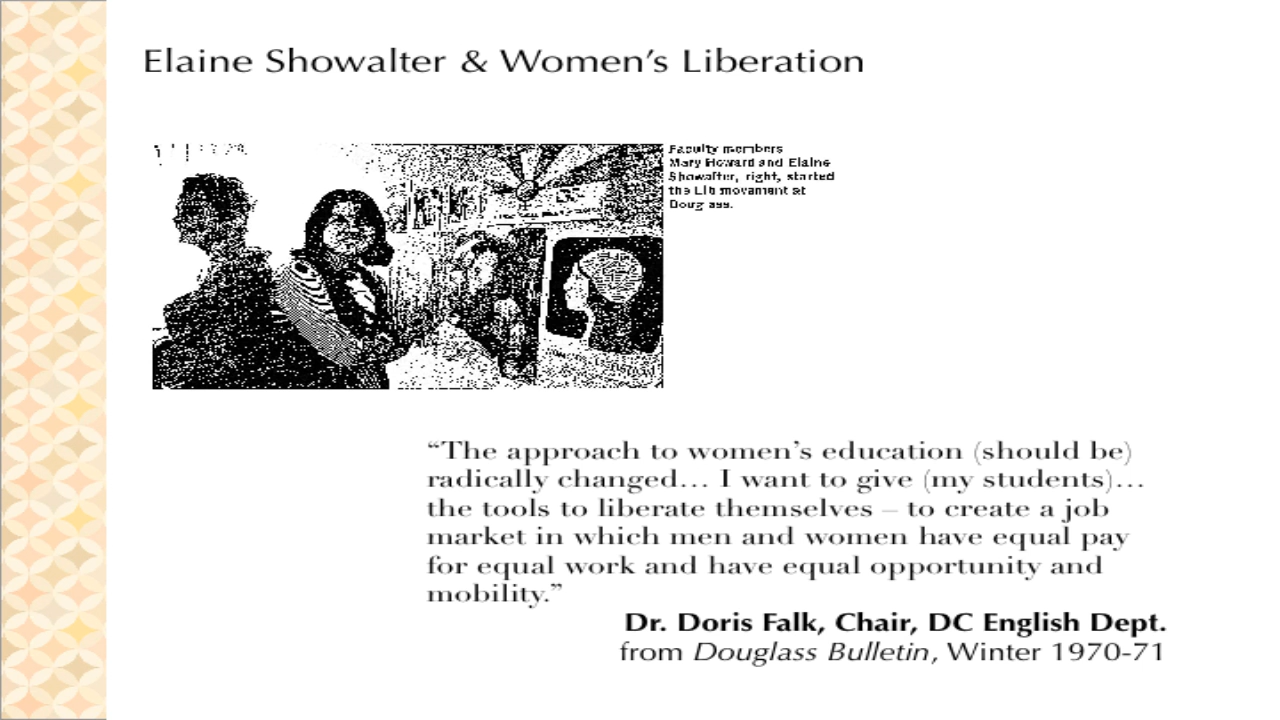 Elaine Showalter & Women’s Liberation
Faculty members
Mary Howard and Elaine
Showalter, right, started
the Lib movement at
Douglass.
“The approach to women’s education (should be)
radically changed… I want to give (my students)…
the tools to liberate themselves – to create a job
market in which men and women have equal pay
for equal work and have equal opportunity and
mobility.”
Dr. Doris Falk, Chair, DC English Dept.
from Douglass Bulletin, Winter 1970-71